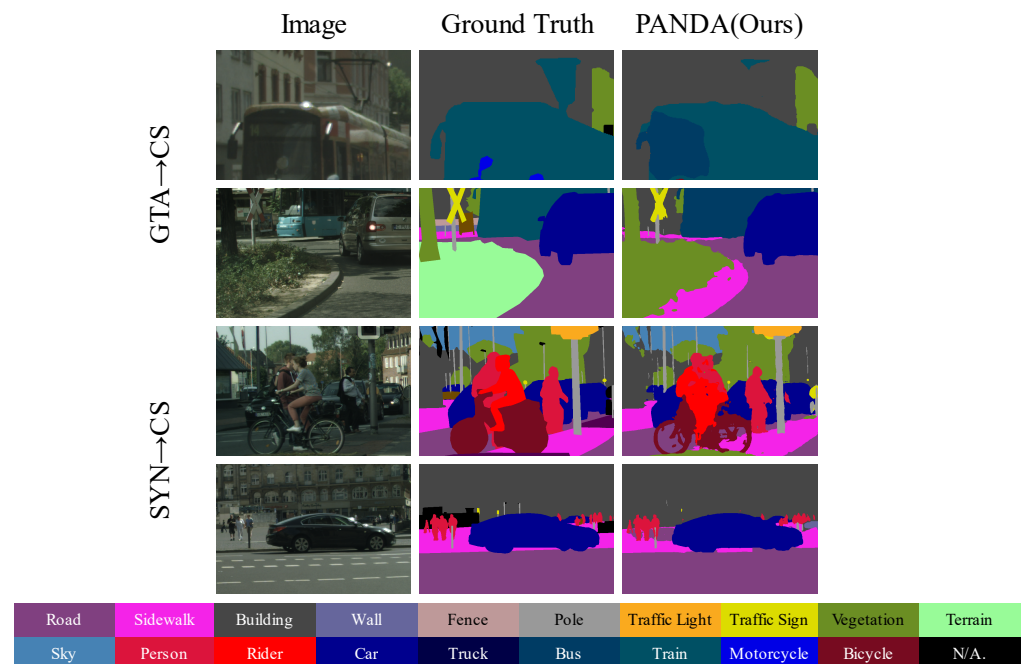 Image Ground Truth PANDA(Ours)
GTA→CS
SYN→CS
Road Sidewalk Building Wall Fence Pole Traffic Light Traffic Sign Vegetation Terrain
Sky Person Rider Car Truck Bus Train Motorcycle Bicycle N/A.